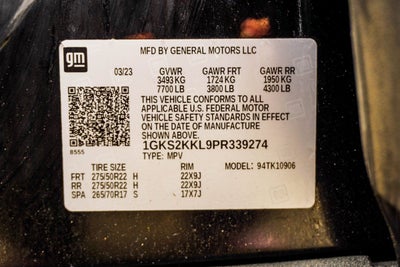 gm
MFD BY GENERAL MOTORS LLC
03/23 GVWR GAWR FRT GAWR RR
3493 KG 1724 KG 1950 KG
7700 LB 3800 LB 4300 LB
THIS VEHICLE CONFORMS TO ALL
APPLICABLE U.S. FEDERAL MOTOR
VEHICLE SAFETY STANDARDS IN EFFECT
ON THE DATE OF MANUFACTURE
SHOWN ABOVE.
8555
1GKS2KKL9PR339274
TYPE: MPV
TIRE SIZE RIM MODEL: 94TK10906
FRT 275/50R22 H 22X9J
RR 275/50R22 H 22X9J
SPA 265/70R17 S 17X7J